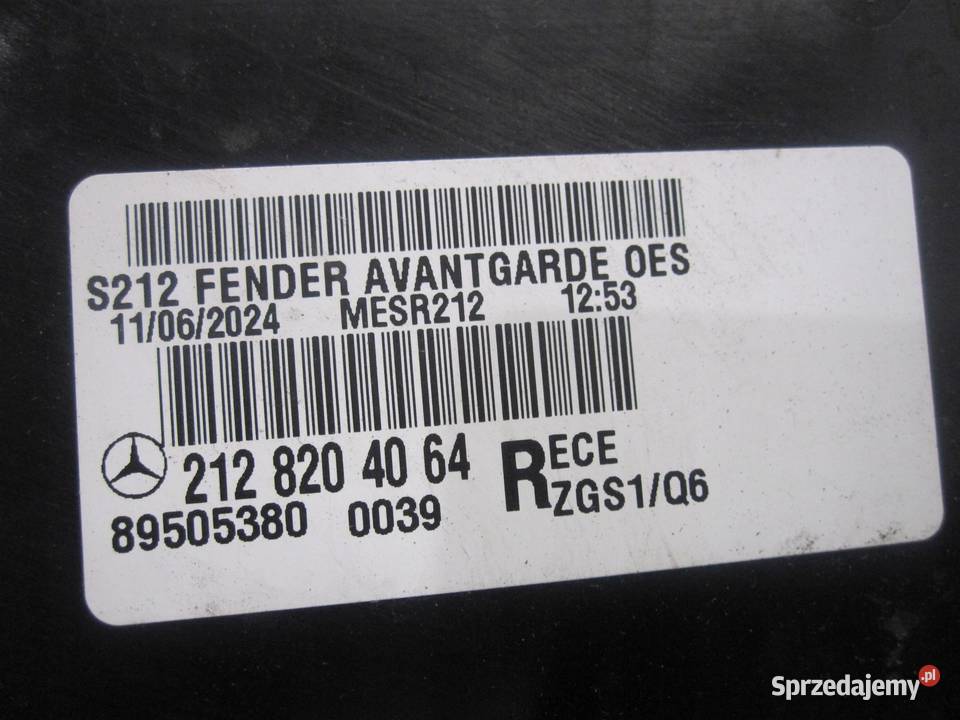 S212 FENDER AVANTGARDE OES
11/06/2024 MESR212 12:53
212 820 40 64 R ECE
ZGS1/Q6
89505380 0039
Sprzedajemy.pl